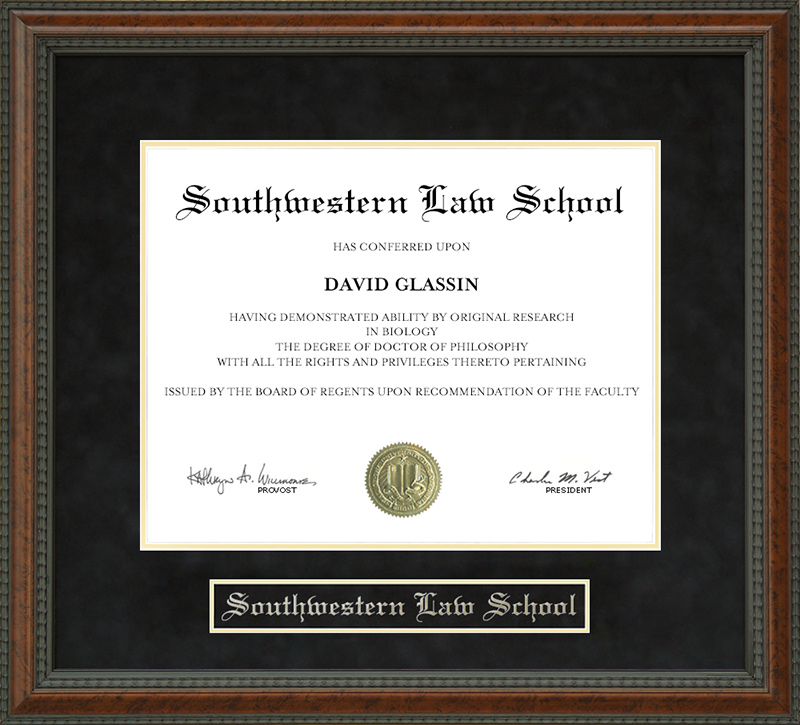 Southwestern Law School
HAS CONFERRED UPON
DAVID GLASSIN
HAVING DEMONSTRATED ABILITY BY ORIGINAL RESEARCH
IN BIOLOGY
THE DEGREE OF DOCTOR OF PHILOSOPHY
WITH ALL THE RIGHTS AND PRIVILEGES THERETO PERTAINING
ISSUED BY THE BOARD OF REGENTS UPON RECOMMENDATION OF THE FACULTY
PROVOST
Charles M. Vest
PRESIDENT
Southwestern Law School